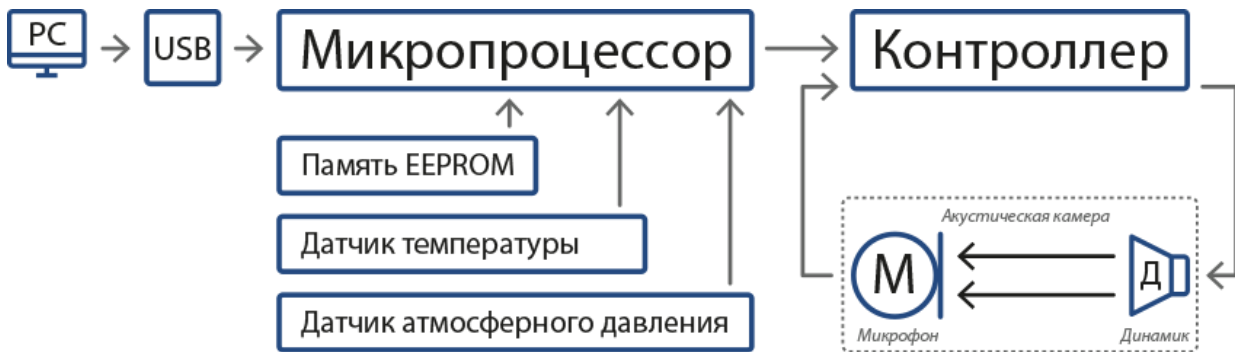 PC
USB
Микропроцессор
Контроллер
Память EEPROM
Датчик температуры
Датчик атмосферного давления
Акустическая камера
М
Д
Микрофон
Динамик